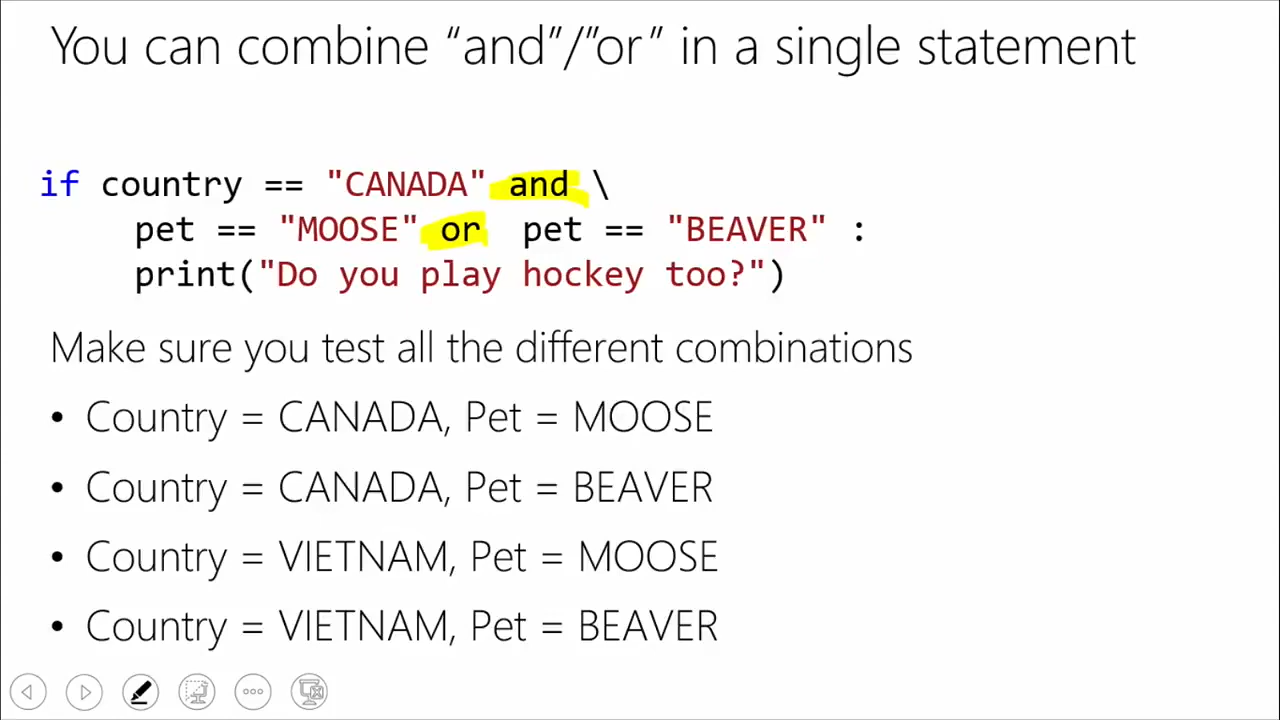 You can combine “and”/”or” in a single statement
if country == "CANADA" and \
pet == "MOOSE" or pet == "BEAVER" :
print("Do you play hockey too?")
Make sure you test all the different combinations
• Country = CANADA, Pet = MOOSE
• Country = CANADA, Pet = BEAVER
• Country = VIETNAM, Pet = MOOSE
• Country = VIETNAM, Pet = BEAVER